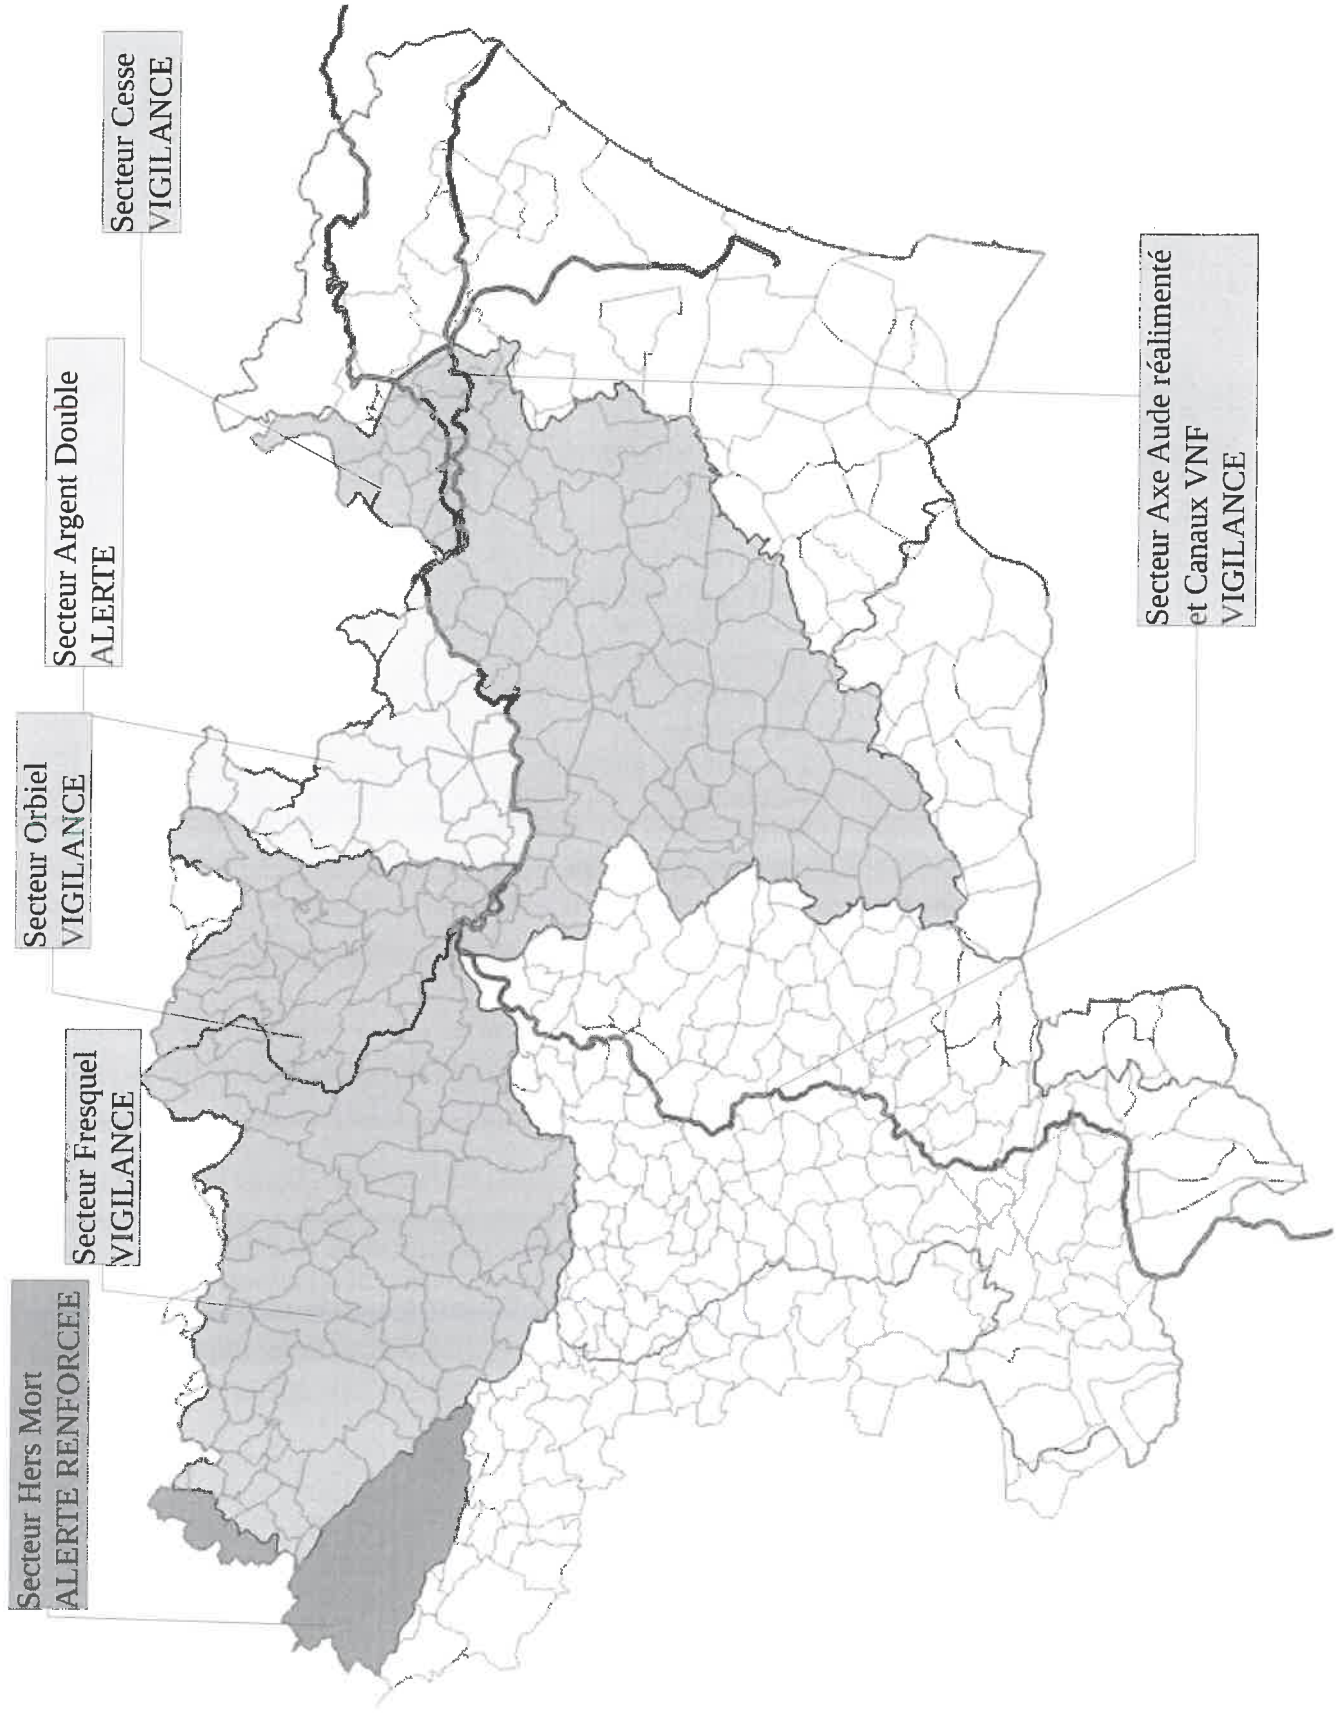 Secteur Hers Mort
ALERTE RENFORCEE
Secteur Fresquel
VIGILANCE
Secteur Orbiel
VIGILANCE
Secteur Argent Double
ALERTE
Secteur Cesse
VIGILANCE
Secteur Axe Aude réalimenté
et Canaux VNF
VIGILANCE